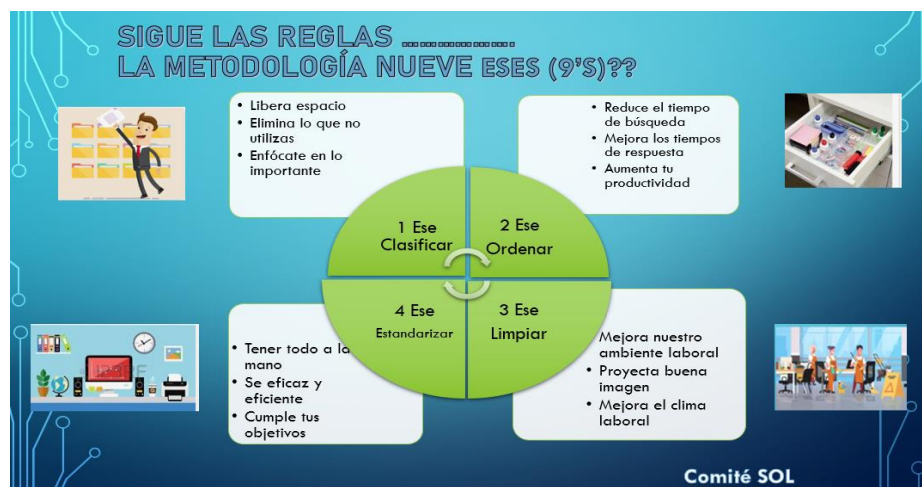 SIGUE LAS REGLAS ................
LA METODOLOGÍA NUEVE ESES (9'S)??
• Libera espacio
• Elimina lo que no
utilizas
• Enfócate en lo
importante
• Reduce el tiempo
de búsqueda
• Mejora los tiempos
de respuesta
• Aumenta tu
productividad
1 Ese
Clasificar
2 Ese
Ordenar
4 Ese
Estandarizar
3 Ese
Limpiar
• Tener todo a la
mano
• Se eficaz y
eficiente
• Cumple tus
objetivos
Mejora nuestro
ambiente laboral
• Proyecta buena
imagen
• Mejora el clima
laboral
Comité SOL